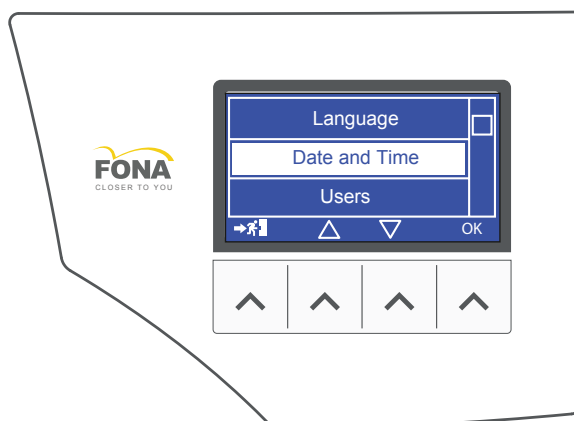 FONA
CLOSER TO YOU
Language
Date and Time
Users
OK